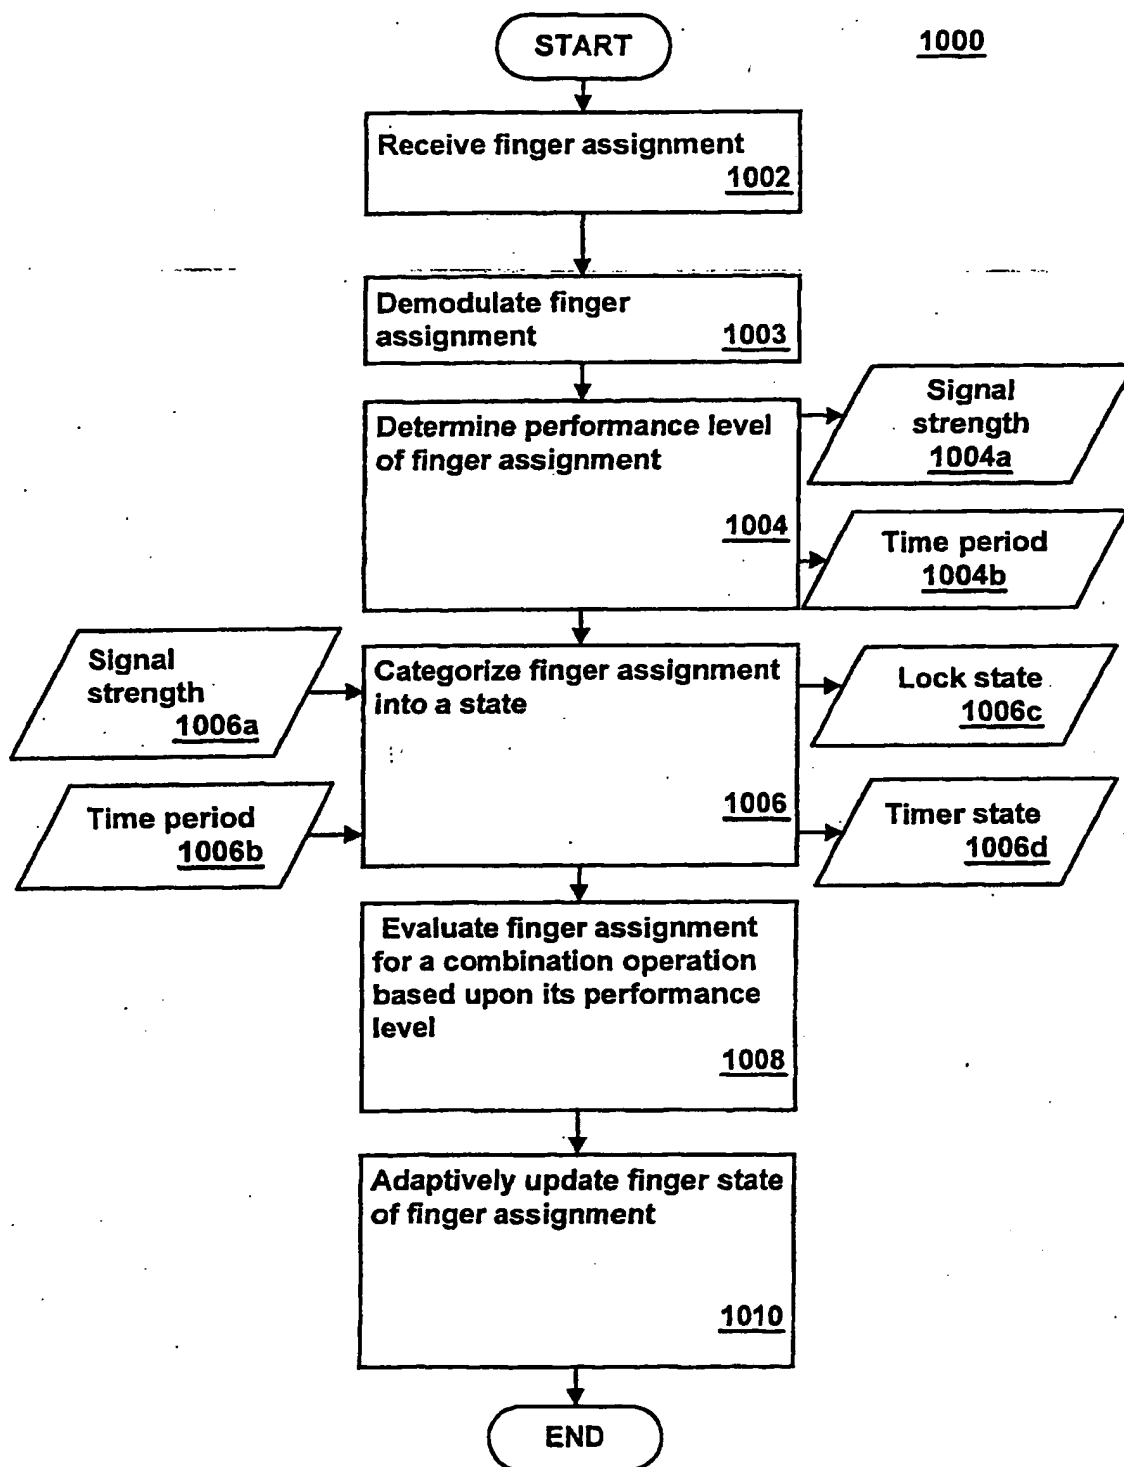 START
1000
Receive finger assignment
1002
Demodulate finger
assignment
1003
Determine performance level
of finger assignment
1004
Signal
strength
1004a
Time period
1004b
Signal
strength
1006a
Time period
1006b
Categorize finger assignment
into a state
1006
Lock state
1006c
Timer state
1006d
Evaluate finger assignment
for a combination operation
based upon its performance
level
1008
Adaptively update finger state
of finger assignment
1010
END